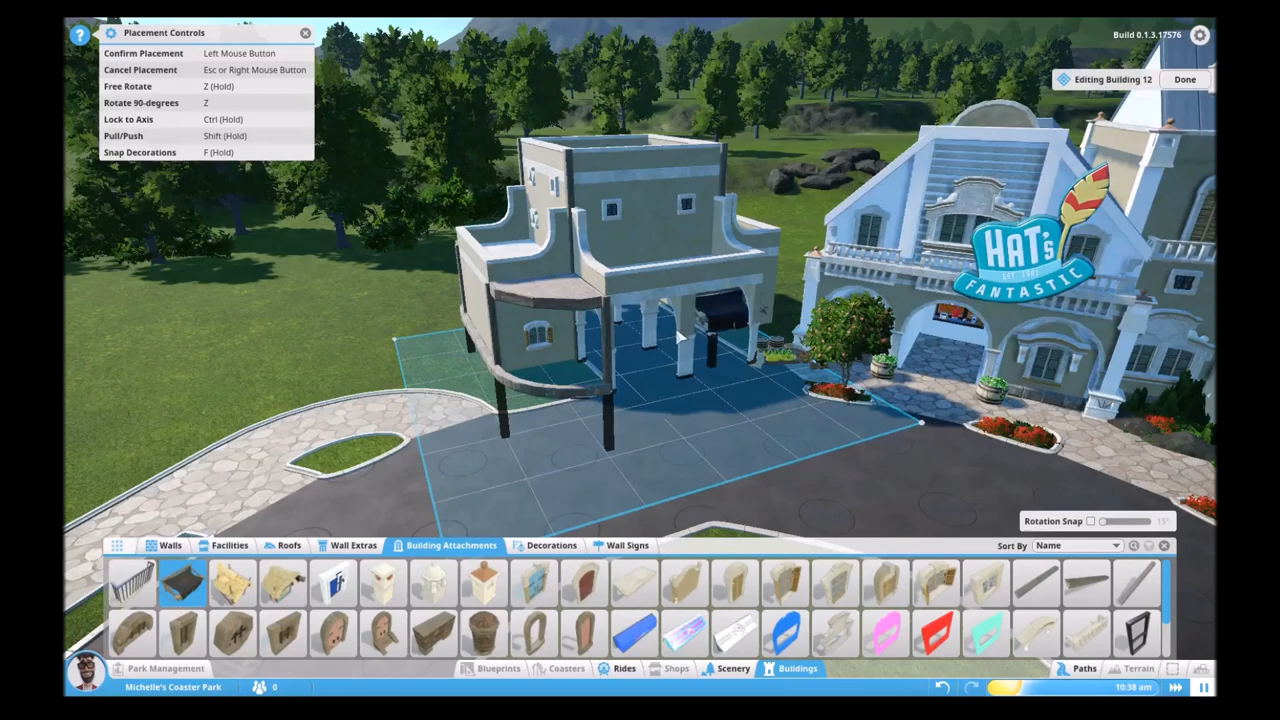 ?
Placement Controls
Confirm Placement Left Mouse Button
Cancel Placement Esc or Right Mouse Button
Free Rotate Z (Hold)
Rotate 90-degrees Z
Lock to Axis Ctrl (Hold)
Pull/Push Shift (Hold)
Snap Decorations F (Hold)
Build 0.1.3.17576
Editing Building 12 Done
HAT's
EST. 1982
FANTASTIC
Rotation Snap 15°
Walls Facilities Roofs Wall Extras Building Attachments Decorations Wall Signs Sort By Name
Park Management Blueprints Coasters Rides Shops Scenery Buildings Paths Terrain
Michelle's Coaster Park 0 10:38 am